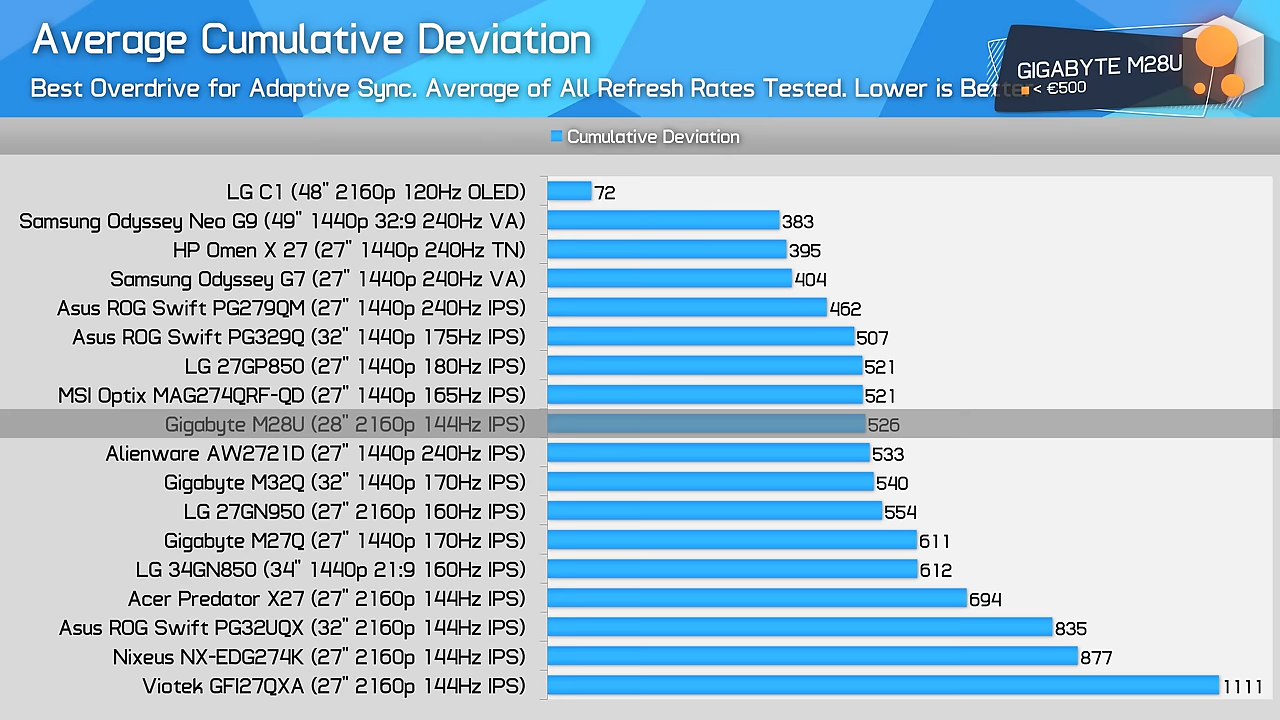 Average Cumulative Deviation
Best Overdrive for Adaptive Sync. Average of All Refresh Rates Tested. Lower is Better
GIGABYTE M28U
< €500
Cumulative Deviation
LG C1 (48" 2160p 120Hz OLED) 72
Samsung Odyssey Neo G9 (49" 1440p 32:9 240Hz VA) 383
HP Omen X 27 (27" 1440p 240Hz TN) 395
Samsung Odyssey G7 (27" 1440p 240Hz VA) 404
Asus ROG Swift PG279QM (27" 1440p 240Hz IPS) 462
Asus ROG Swift PG329Q (32" 1440p 175Hz IPS) 507
LG 27GP850 (27" 1440p 180Hz IPS) 521
MSI Optix MAG274QRF-QD (27" 1440p 165Hz IPS) 521
Gigabyte M28U (28" 2160p 144Hz IPS) 526
Alienware AW2721D (27" 1440p 240Hz IPS) 533
Gigabyte M32Q (32" 1440p 170Hz IPS) 540
LG 27GN950 (27" 2160p 160Hz IPS) 554
Gigabyte M27Q (27" 1440p 170Hz IPS) 611
LG 34GN850 (34" 1440p 21:9 160Hz IPS) 612
Acer Predator X27 (27" 2160p 144Hz IPS) 694
Asus ROG Swift PG32UQX (32" 2160p 144Hz IPS) 835
Nixeus NX-EDG274K (27" 2160p 144Hz IPS) 877
Viotek GFI27QXA (27" 2160p 144Hz IPS) 1111